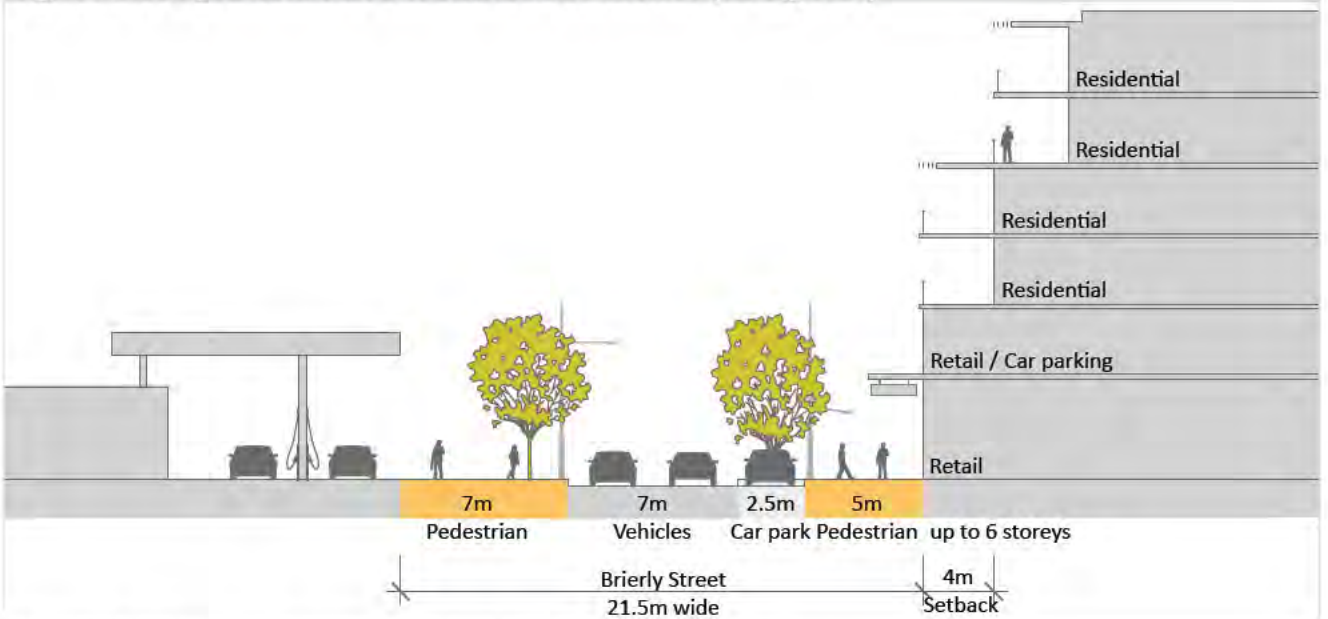 Residential
Residential
Residential
Residential
Retail / Car parking
Retail
7m
7m
2.5m
5m
Pedestrian
Vehicles
Car park
Pedestrian
up to 6 storeys
Brierly Street
21.5m wide
4m
Setback